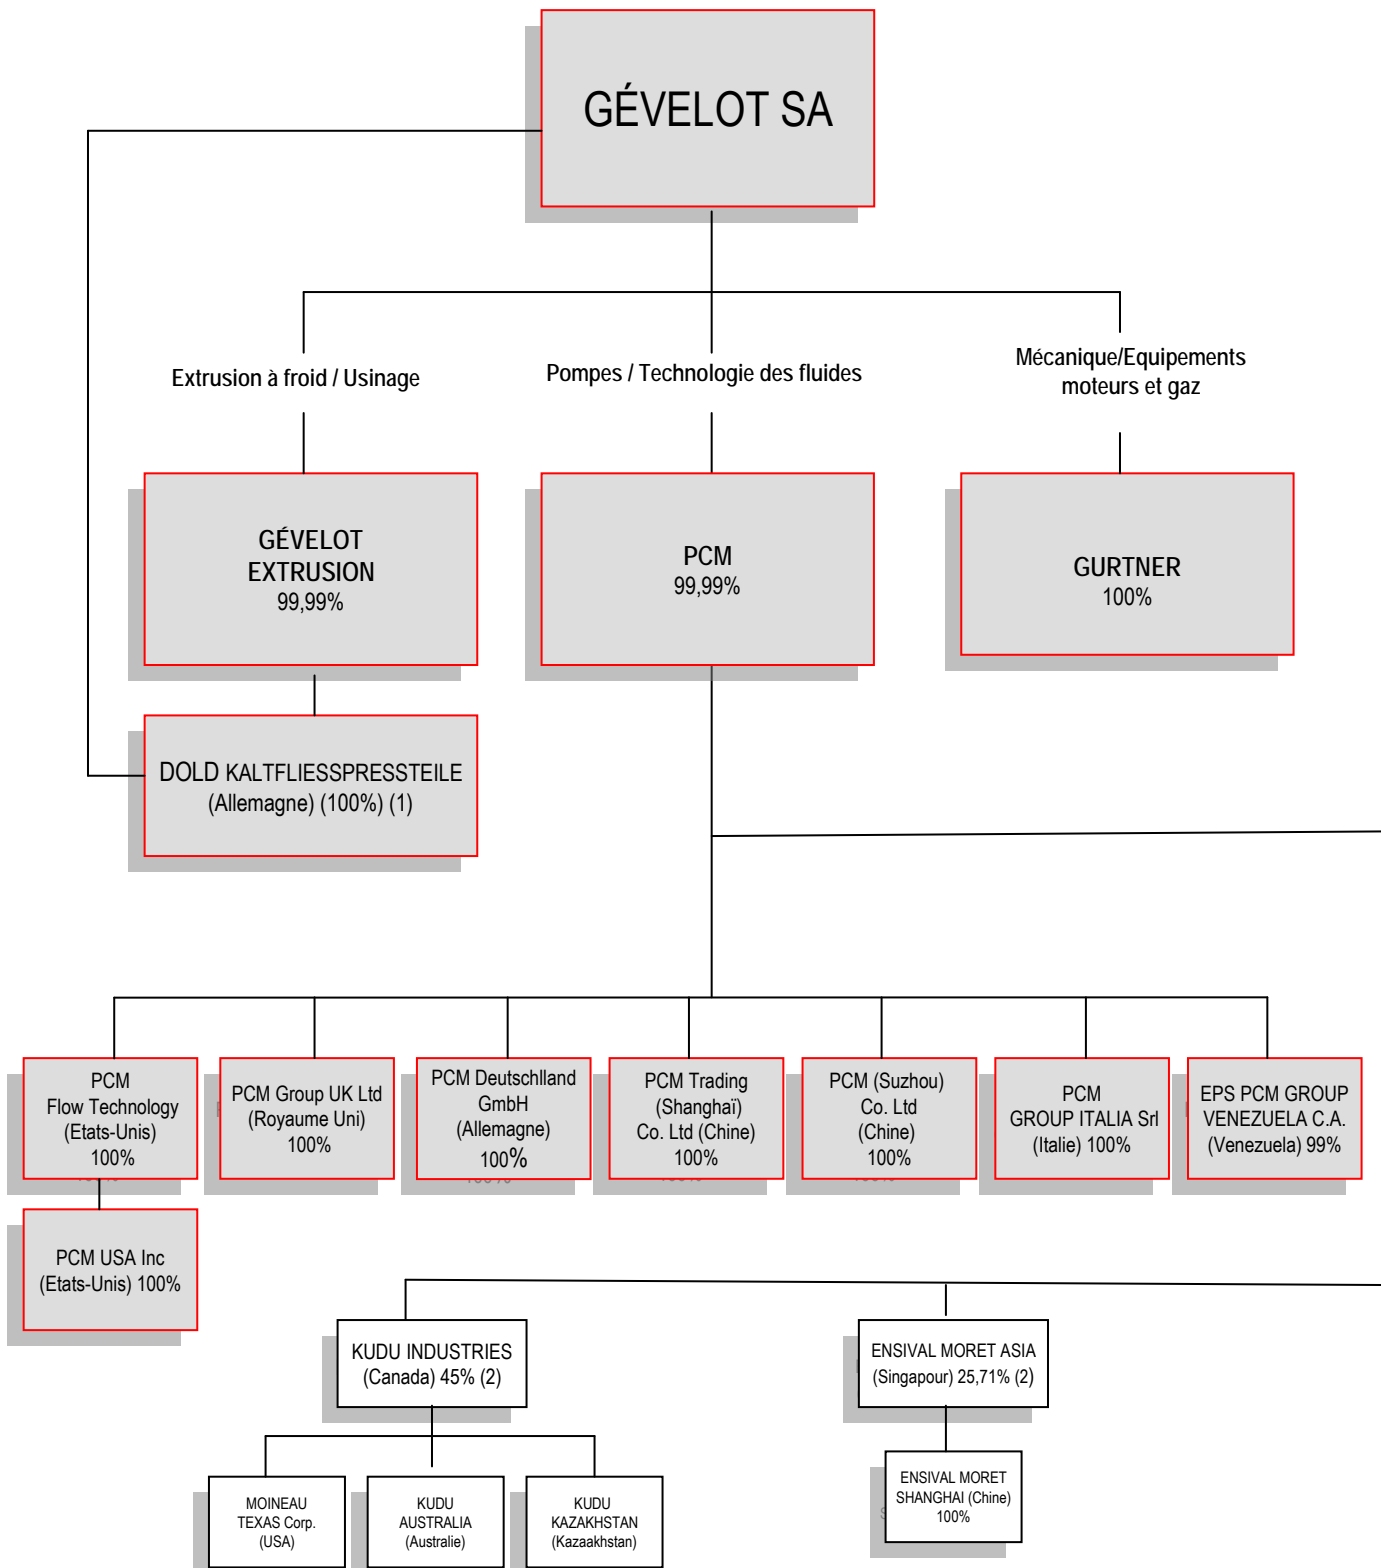 GÉVELOT SA
Extrusion à froid / Usinage
Pompes / Technologie des fluides
Mécanique/Equipements
moteurs et gaz
GÉVELOT
EXTRUSION
99,99%
PCM
99,99%
GURTNER
100%
DOLD KALTFLIESSPRESSTEILE
(Allemagne) (100%) (1)
PCM
Flow Technology
(Etats-Unis)
100%
PCM Group UK Ltd
(Royaume Uni)
100%
PCM Deutschlland
GmbH
(Allemagne)
100%
PCM Trading
(Shanghaï)
Co. Ltd (Chine)
100%
PCM (Suzhou)
Co. Ltd
(Chine)
100%
PCM
GROUP ITALIA Srl
(Italie) 100%
EPS PCM GROUP
VENEZUELA C.A.
(Venezuela) 99%
PCM USA Inc
(Etats-Unis) 100%
KUDU INDUSTRIES
(Canada) 45% (2)
ENSIVAL MORET ASIA
(Singapour) 25,71% (2)
MOINEAU
TEXAS Corp.
(USA)
KUDU
AUSTRALIA
(Australie)
KUDU
KAZAKHSTAN
(Kazaakhstan)
ENSIVAL MORET
SHANGHAI (Chine)
100%